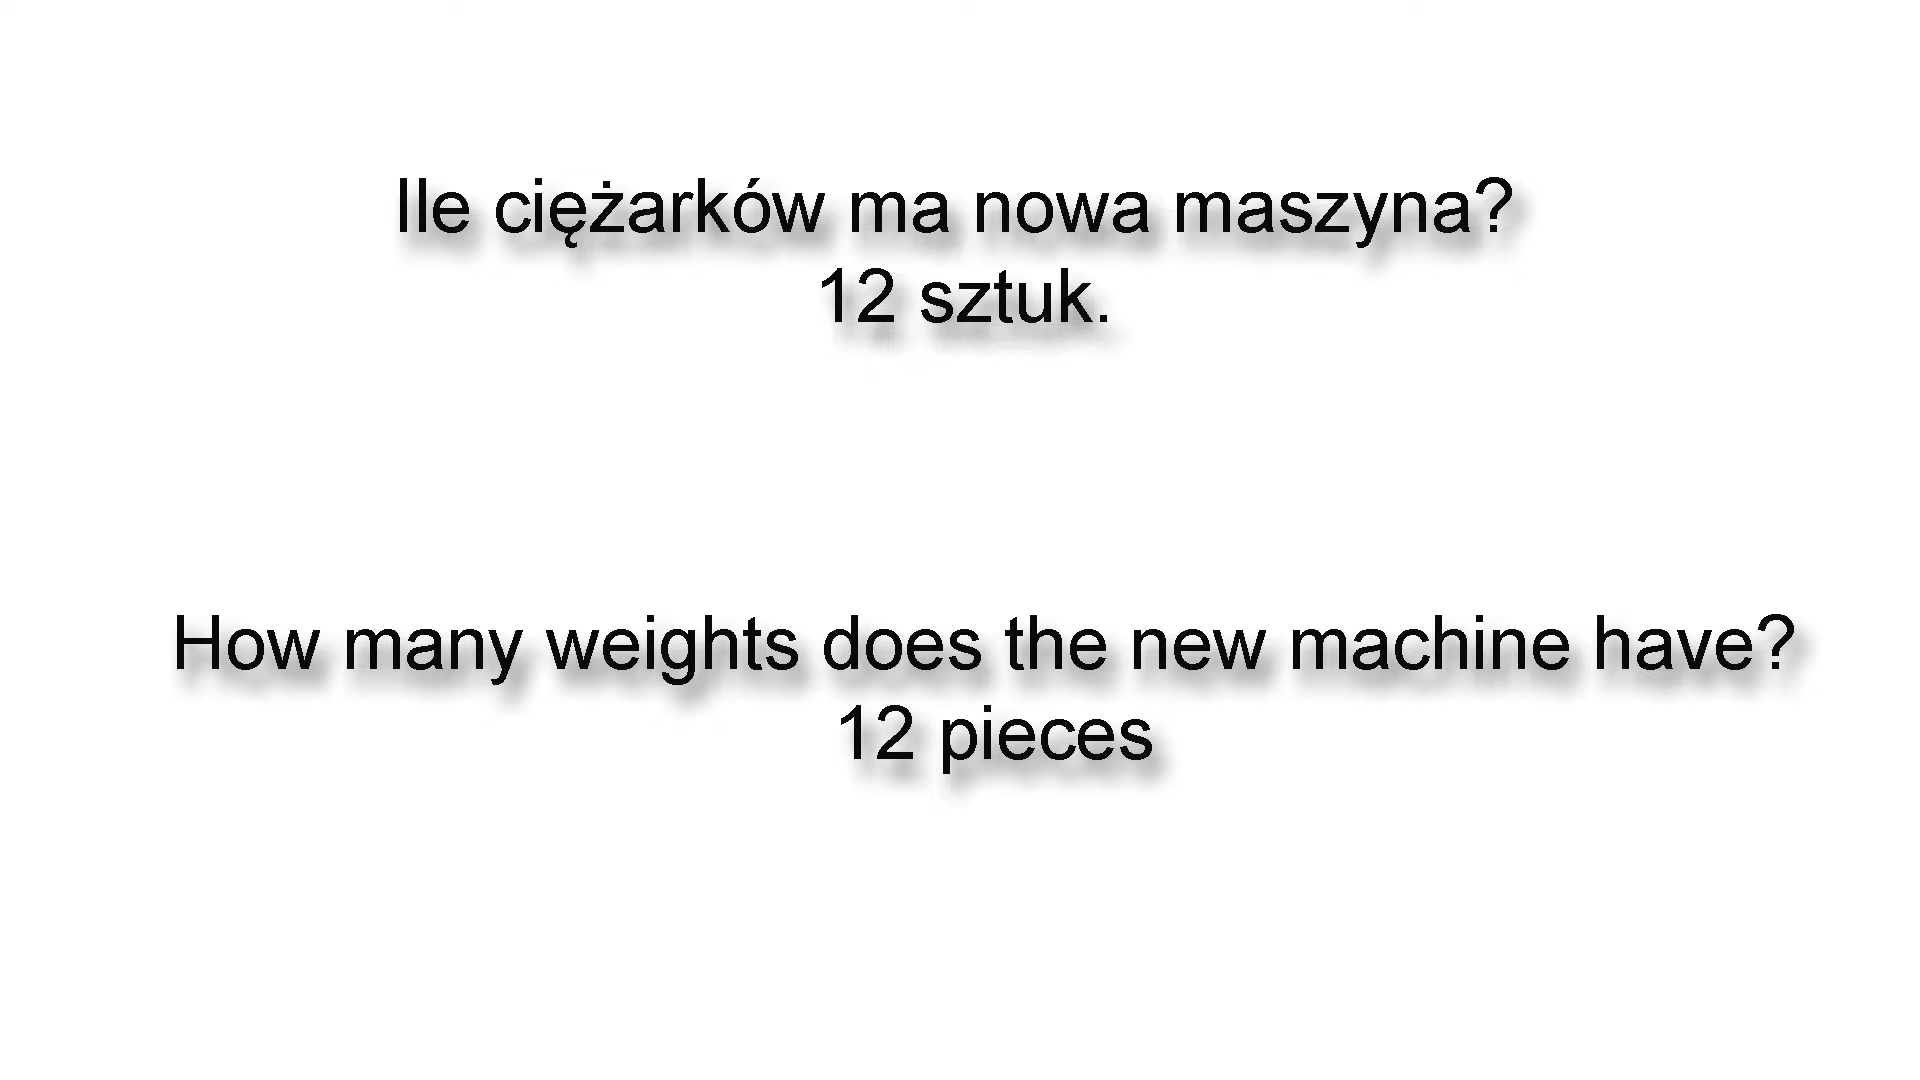 Ile ciężarków ma nowa maszyna?
12 sztuk.
How many weights does the new machine have?
12 pieces